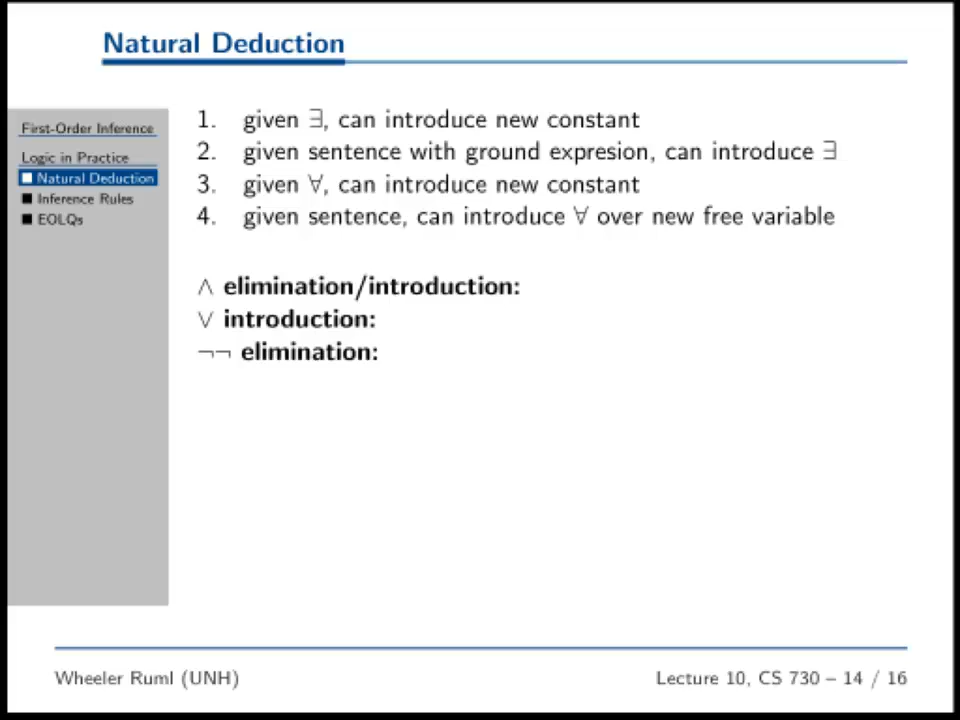 Natural Deduction
First-Order Inference
Logic in Practice
Natural Deduction
Inference Rules
EOLQs
1. given ∃, can introduce new constant
2. given sentence with ground expresion, can introduce ∃
3. given ∀, can introduce new constant
4. given sentence, can introduce ∀ over new free variable
∧ elimination/introduction:
∨ introduction:
¬¬ elimination:
Wheeler Ruml (UNH)
Lecture 10, CS 730 – 14 / 16